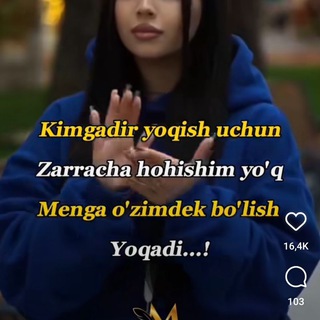 Kimgadir yoqish uchun
Zarracha hohishim yo'q
Menga o'zimdek bo'lish
Yoqadi...!
16,4K
103
M